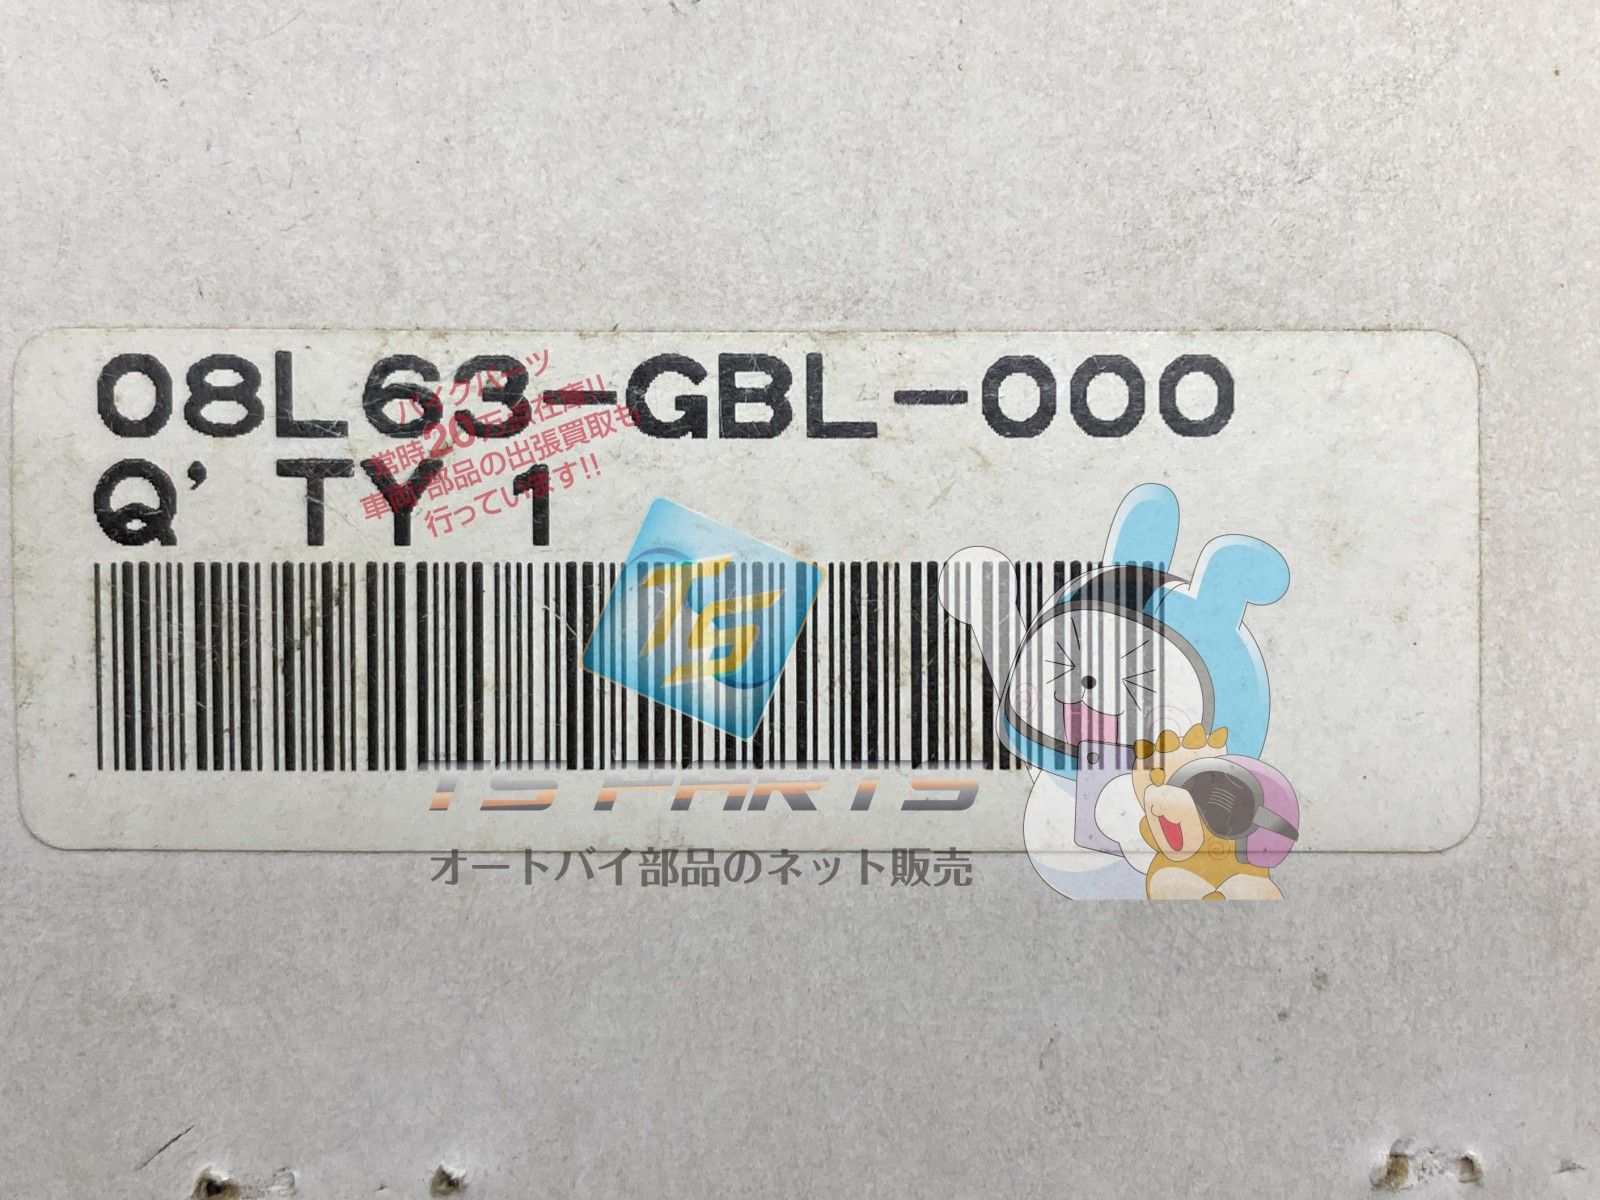 08L63-GBL-000
Q'TY 1
バイクパーツ
常時20万点在庫!!
車両・部品の出張買取も
行っています!!
TS
TS PARTS
オートバイ部品のネット販売